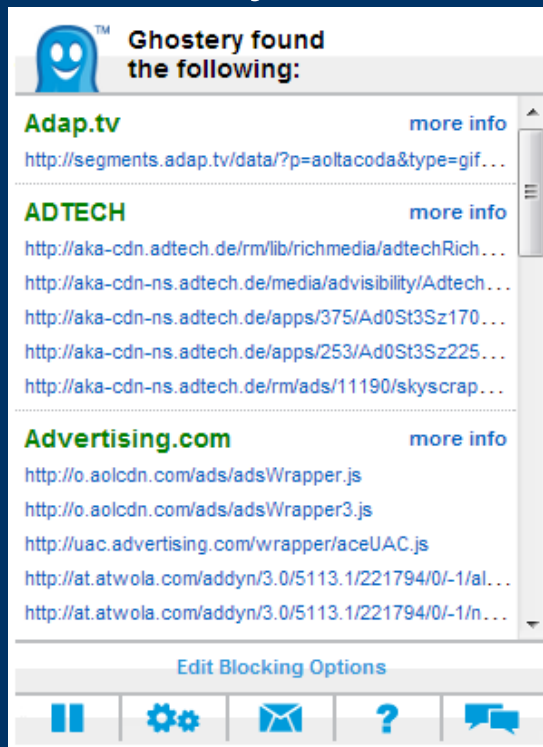 TM
Ghostery found
the following:
Adap.tv more info
http://segments.adap.tv/data/?p=aoltacoda&type=gif...
ADTECH more info
http://aka-cdn.adtech.de/rm/lib/richmedia/adtechRich...
http://aka-cdn-ns.adtech.de/media/advisibility/Adtech...
http://aka-cdn-ns.adtech.de/apps/375/Ad0St3Sz170...
http://aka-cdn-ns.adtech.de/apps/253/Ad0St3Sz225...
http://aka-cdn-ns.adtech.de/rm/ads/11190/skyscrap...
Advertising.com more info
http://o.aolcdn.com/ads/adsWrapper.js
http://o.aolcdn.com/ads/adsWrapper3.js
http://uac.advertising.com/wrapper/aceUAC.js
http://at.atwola.com/addyn/3.0/5113.1/221794/0/-1/al...
http://at.atwola.com/addyn/3.0/5113.1/221794/0/-1/n...
Edit Blocking Options
?